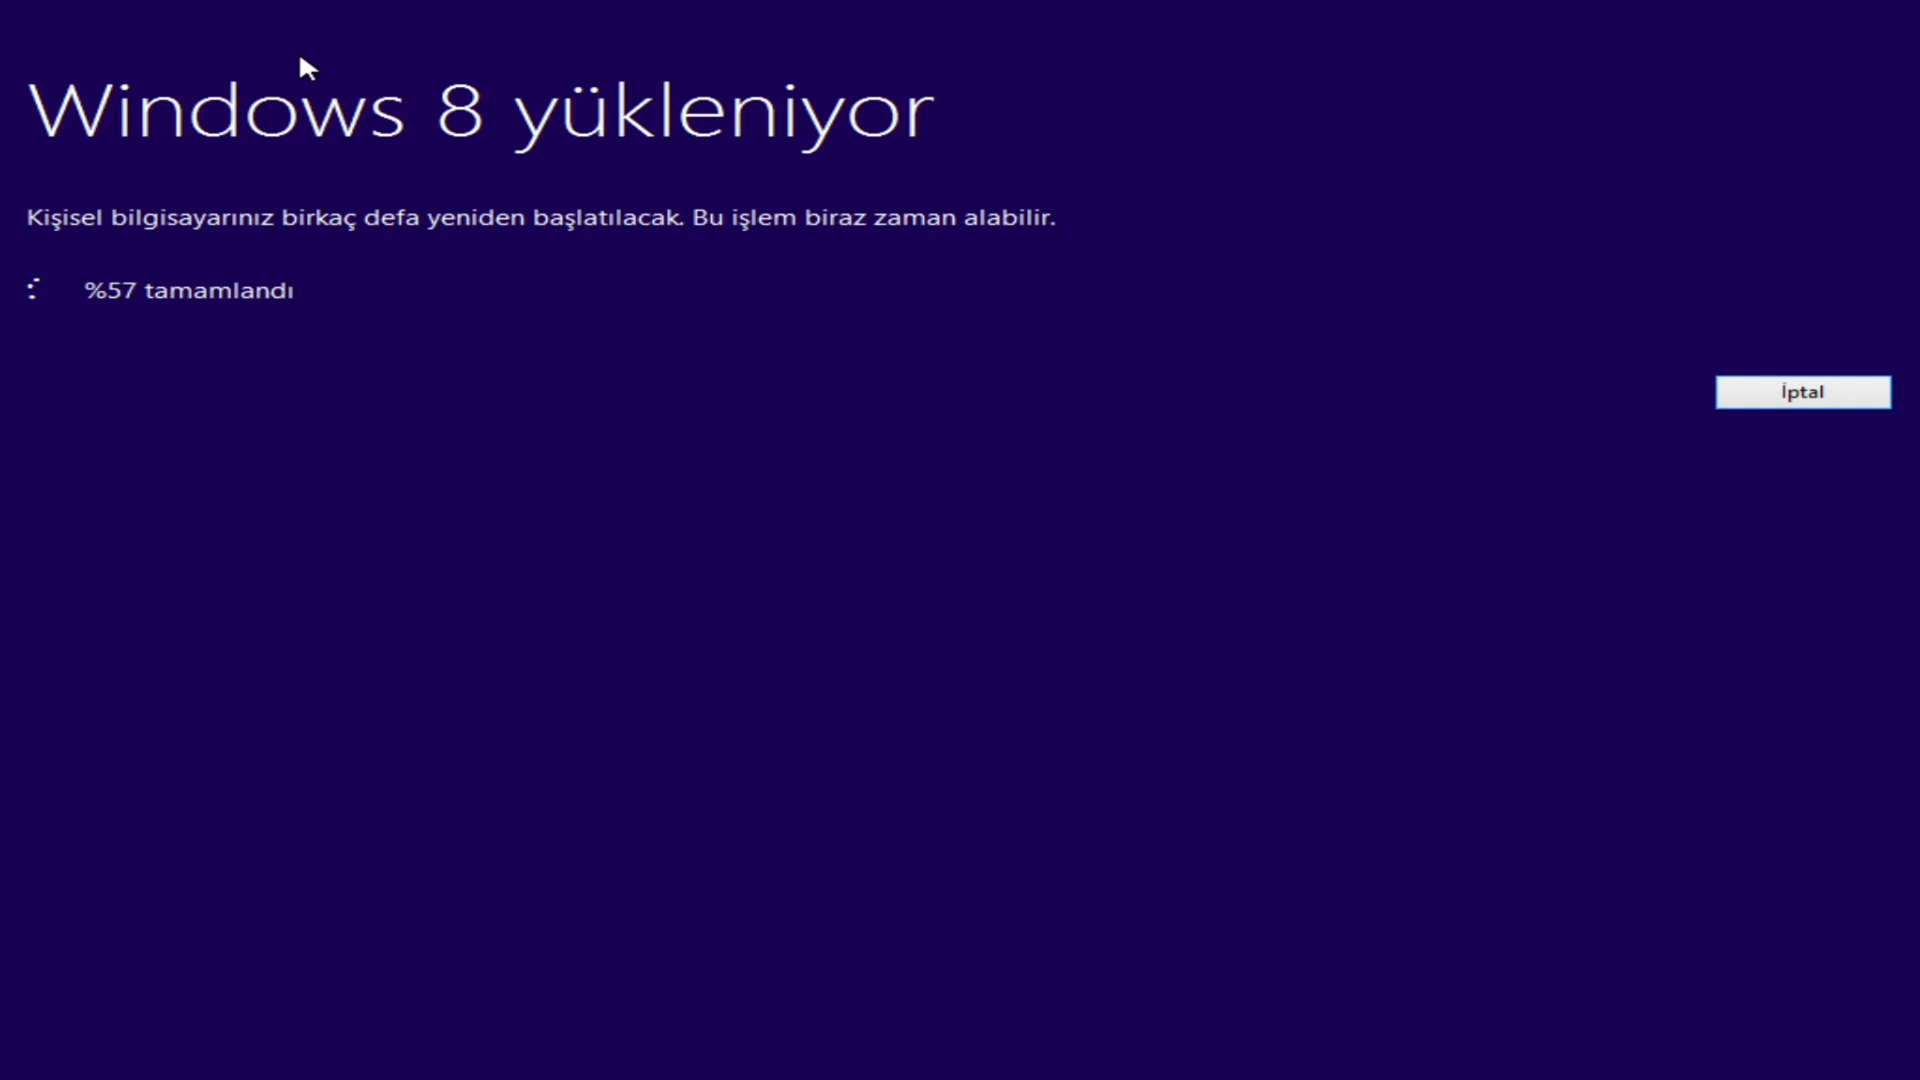 Windows 8 yükleniyor
Kişisel bilgisayarınız birkaç defa yeniden başlatılacak. Bu işlem biraz zaman alabilir.
%57 tamamlandı
İptal